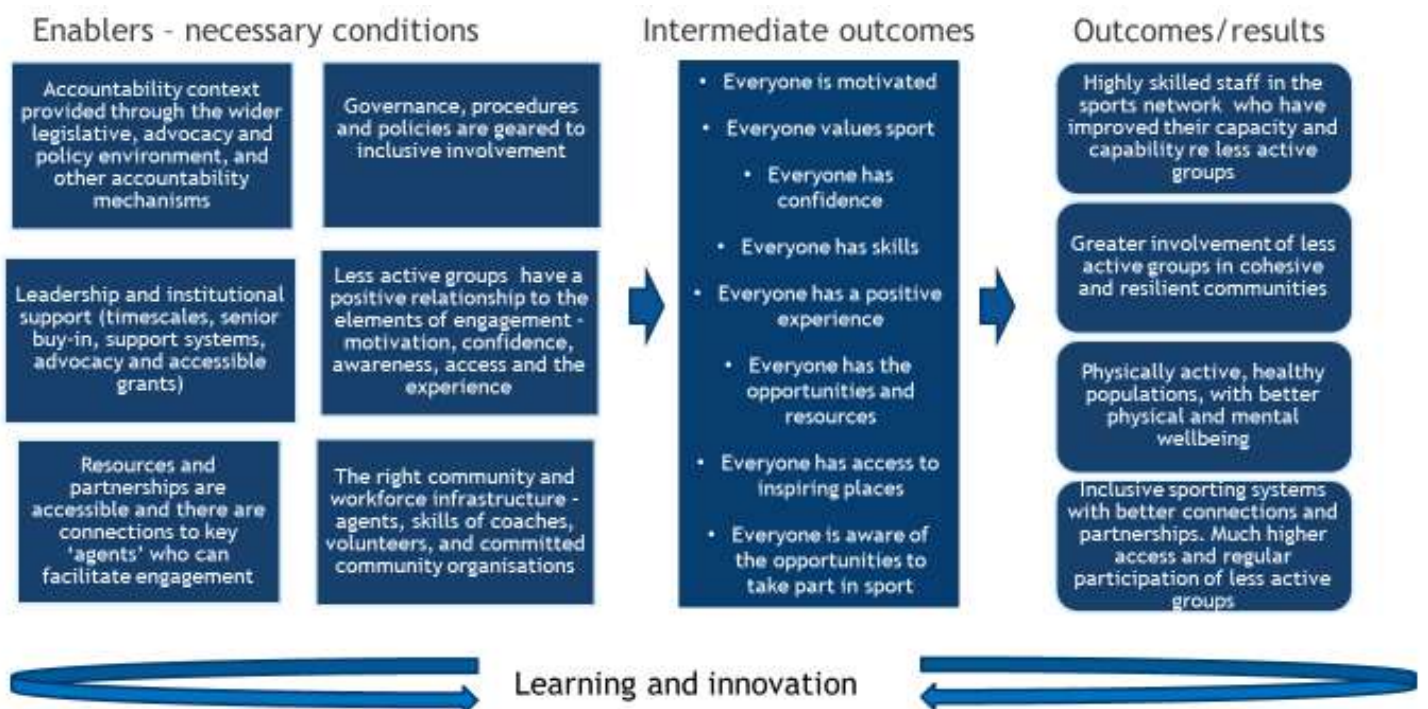 Enablers - necessary conditions
Accountability context
provided through the wider
legislative, advocacy and
policy environment, and
other accountability
mechanisms
Governance, procedures
and policies are geared to
inclusive involvement
Leadership and institutional
support (timescales, senior
buy-in, support systems,
advocacy and accessible
grants)
Less active groups have a
positive relationship to the
elements of engagement -
motivation, confidence,
awareness, access and the
experience
Resources and
partnerships are
accessible and there are
connections to key
‘agents’ who can
facilitate engagement
The right community and
workforce infrastructure -
agents, skills of coaches,
volunteers, and committed
community organisations
Intermediate outcomes
• Everyone is motivated
• Everyone values sport
• Everyone has
confidence
• Everyone has skills
• Everyone has a positive
experience
• Everyone has the
opportunities and
resources
• Everyone has access to
inspiring places
• Everyone is aware of
the opportunities to
take part in sport
Outcomes/results
Highly skilled staff in the
sports network who have
improved their capacity and
capability re less active
groups
Greater involvement of less
active groups in cohesive
and resilient communities
Physically active, healthy
populations, with better
physical and mental
wellbeing
Inclusive sporting systems
with better connections and
partnerships. Much higher
access and regular
participation of less active
groups
Learning and innovation